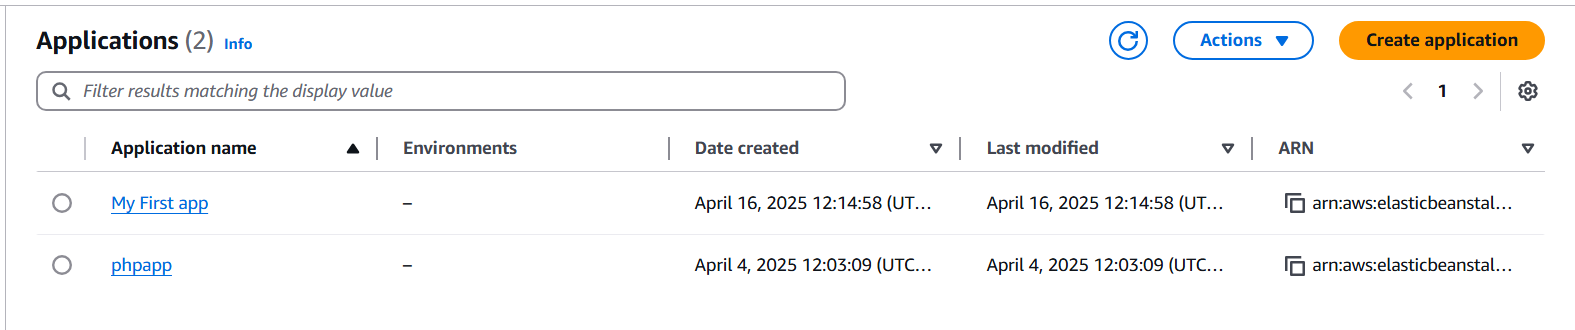 Applications (2) Info
Actions
Create application
Filter results matching the display value
1
Application name Environments Date created Last modified ARN
My First app – April 16, 2025 12:14:58 (UT... April 16, 2025 12:14:58 (UT... arn:aws:elasticbeanstal...
phpapp – April 4, 2025 12:03:09 (UTC... April 4, 2025 12:03:09 (UTC... arn:aws:elasticbeanstal...